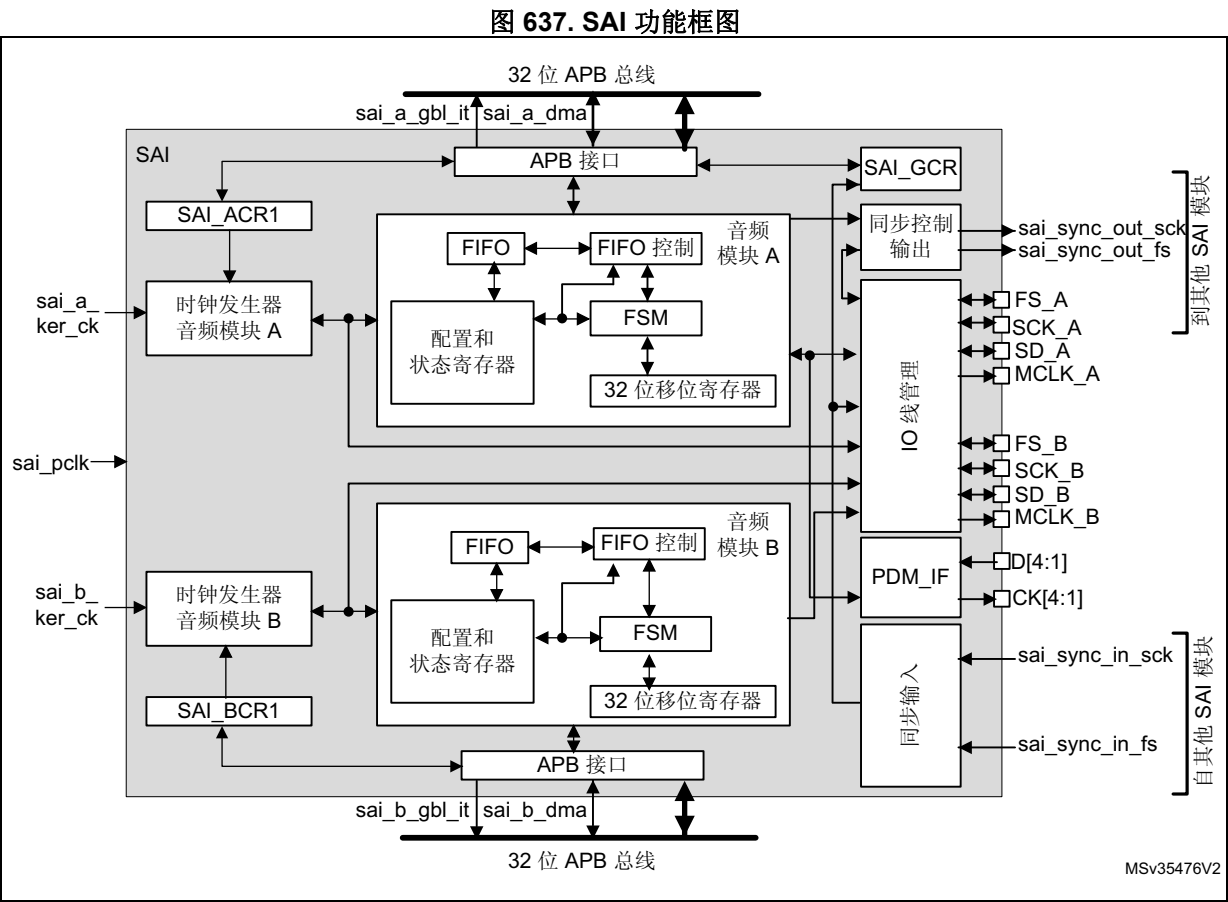 图 637. SAI 功能框图
32 位 APB 总线
sai_a_gbl_it
sai_a_dma
SAI
APB 接口
SAI_GCR
SAI_ACR1
音频
模块 A
FIFO
FIFO 控制
同步控制
输出
sai_sync_out_sck
sai_sync_out_fs
到其他 SAI 模块
sai_a_
ker_ck
时钟发生器
音频模块 A
配置和
状态寄存器
FSM
32 位移位寄存器
IO 线管理
FS_A
SCK_A
SD_A
MCLK_A
sai_pclk
FS_B
SCK_B
SD_B
MCLK_B
音频
模块 B
FIFO
FIFO 控制
PDM_IF
D[4:1]
CK[4:1]
sai_b_
ker_ck
时钟发生器
音频模块 B
配置和
状态寄存器
FSM
32 位移位寄存器
同步输入
sai_sync_in_sck
sai_sync_in_fs
自其他 SAI 模块
SAI_BCR1
APB 接口
sai_b_gbl_it
sai_b_dma
32 位 APB 总线
MSv35476V2